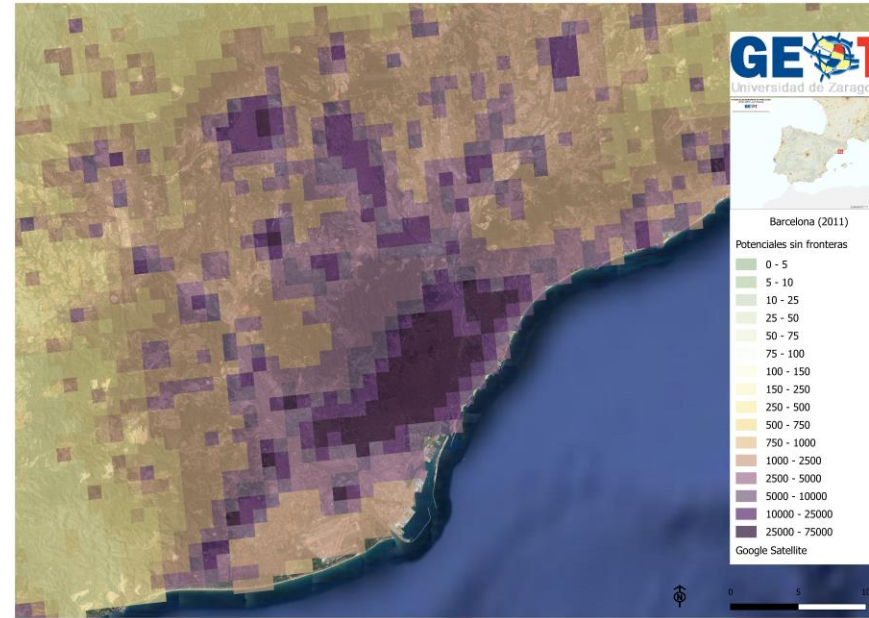 GE T
Universidad de Zarago
Barcelona (2011)
Potenciales sin fronteras
0 - 5
5 - 10
10 - 25
25 - 50
50 - 75
75 - 100
100 - 150
150 - 250
250 - 500
500 - 750
750 - 1000
1000 - 2500
2500 - 5000
5000 - 10000
10000 - 25000
25000 - 75000
Google Satellite
N
0 5 10